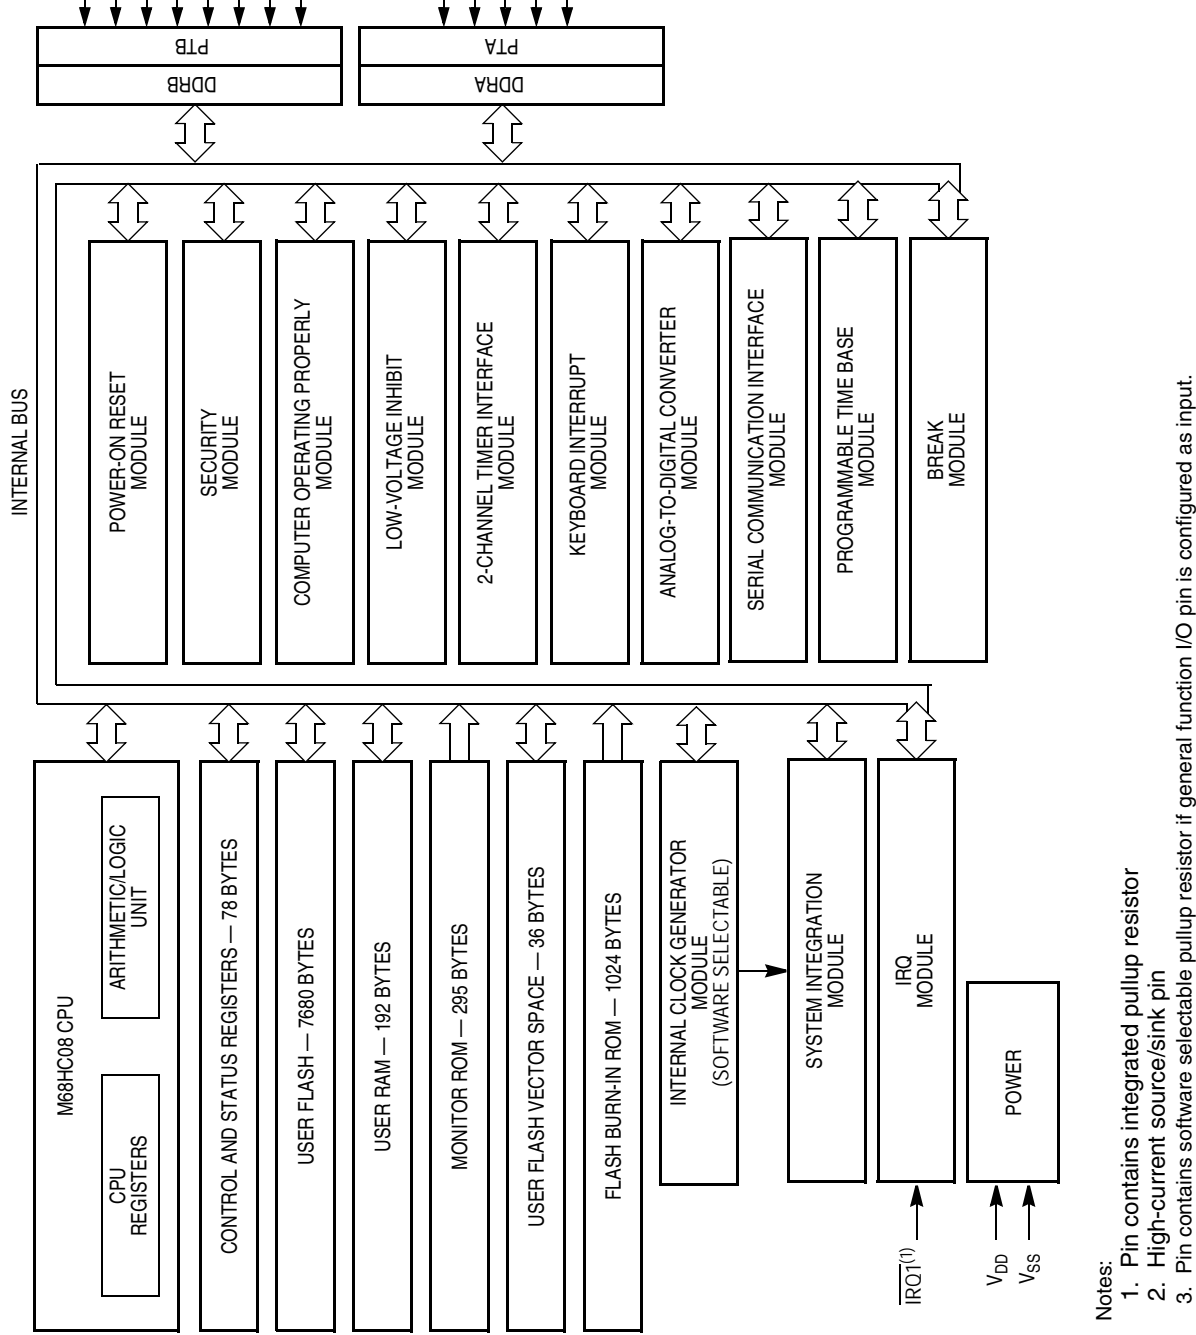 INTERNAL BUS
M68HC08 CPU
CPU
REGISTERS
ARITHMETIC/LOGIC
UNIT
CONTROL AND STATUS REGISTERS — 78 BYTES
USER FLASH — 7680 BYTES
USER RAM — 192 BYTES
MONITOR ROM — 295 BYTES
USER FLASH VECTOR SPACE — 36 BYTES
FLASH BURN-IN ROM — 1024 BYTES
INTERNAL CLOCK GENERATOR
MODULE
(SOFTWARE SELECTABLE)
SYSTEM INTEGRATION
MODULE
IRQ
MODULE
POWER
IRQ1(1)
VDD
VSS
POWER-ON RESET
MODULE
SECURITY
MODULE
COMPUTER OPERATING PROPERLY
MODULE
LOW-VOLTAGE INHIBIT
MODULE
2-CHANNEL TIMER INTERFACE
MODULE
KEYBOARD INTERRUPT
MODULE
ANALOG-TO-DIGITAL CONVERTER
MODULE
SERIAL COMMUNICATION INTERFACE
MODULE
PROGRAMMABLE TIME BASE
MODULE
BREAK
MODULE
DDRB
PTB
DDRA
PTA
Notes:
1. Pin contains integrated pullup resistor
2. High-current source/sink pin
3. Pin contains software selectable pullup resistor if general function I/O pin is configured as input.